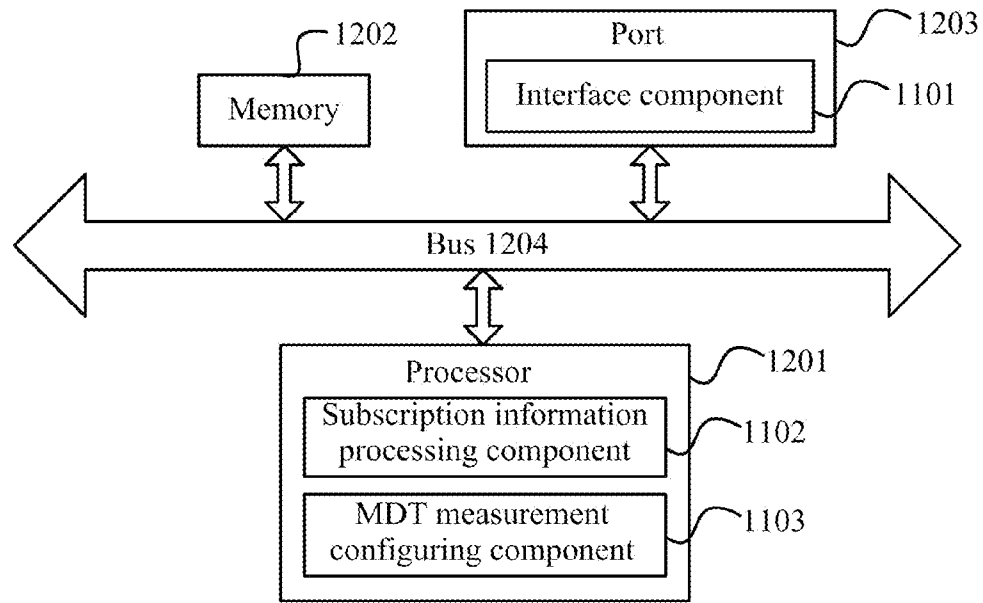 1202
Memory
Port
1203
Interface component
1101
Bus 1204
Processor
1201
Subscription information
processing component
1102
MDT measurement
configuring component
1103